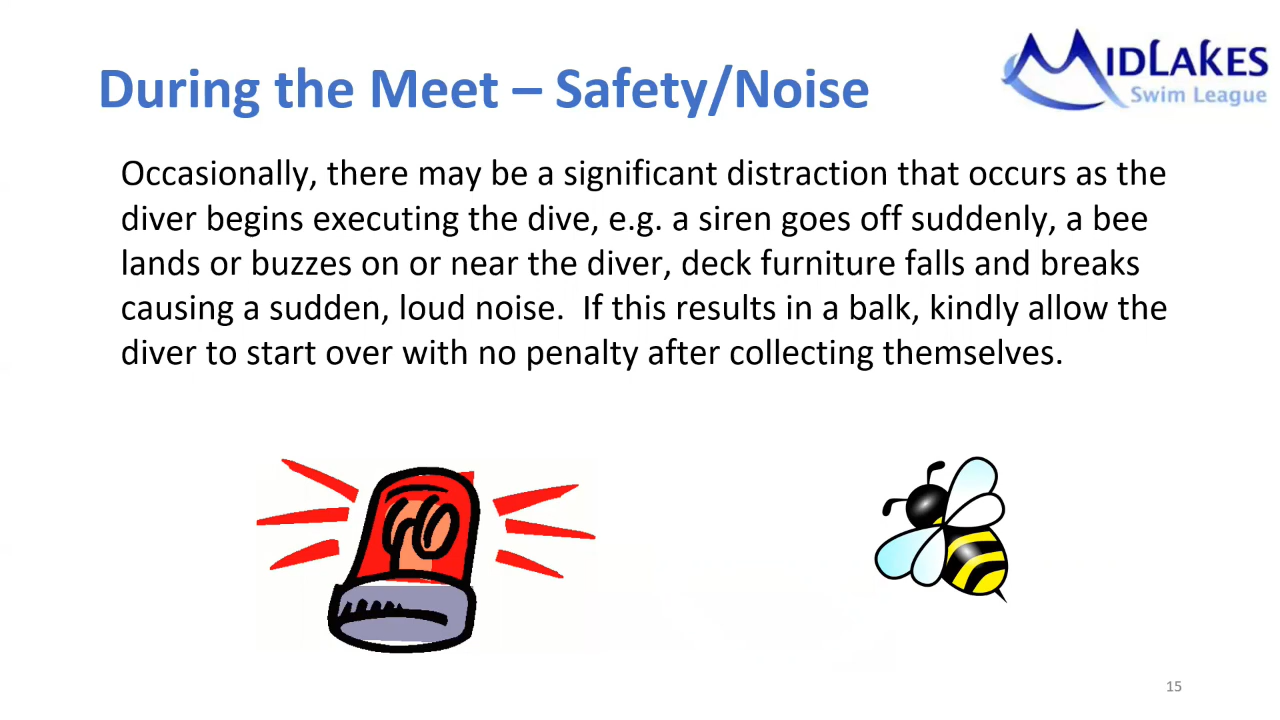 During the Meet – Safety/Noise
MIDLAKES
Swim League
Occasionally, there may be a significant distraction that occurs as the
diver begins executing the dive, e.g. a siren goes off suddenly, a bee
lands or buzzes on or near the diver, deck furniture falls and breaks
causing a sudden, loud noise.  If this results in a balk, kindly allow the
diver to start over with no penalty after collecting themselves.
15